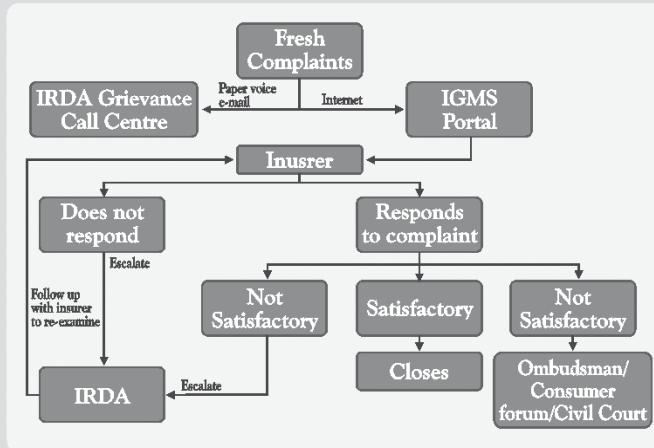 Fresh
Complaints
Paper voice
e-mail
Internet
IRDA Grievance
Call Centre
IGMS
Portal
Inusrer
Does not
respond
Responds
to complaint
Escalate
Follow up
with insurer
to re-examine
Not
Satisfactory
Satisfactory
Not
Satisfactory
IRDA
Escalate
Closes
Ombudsman/
Consumer
forum/Civil Court